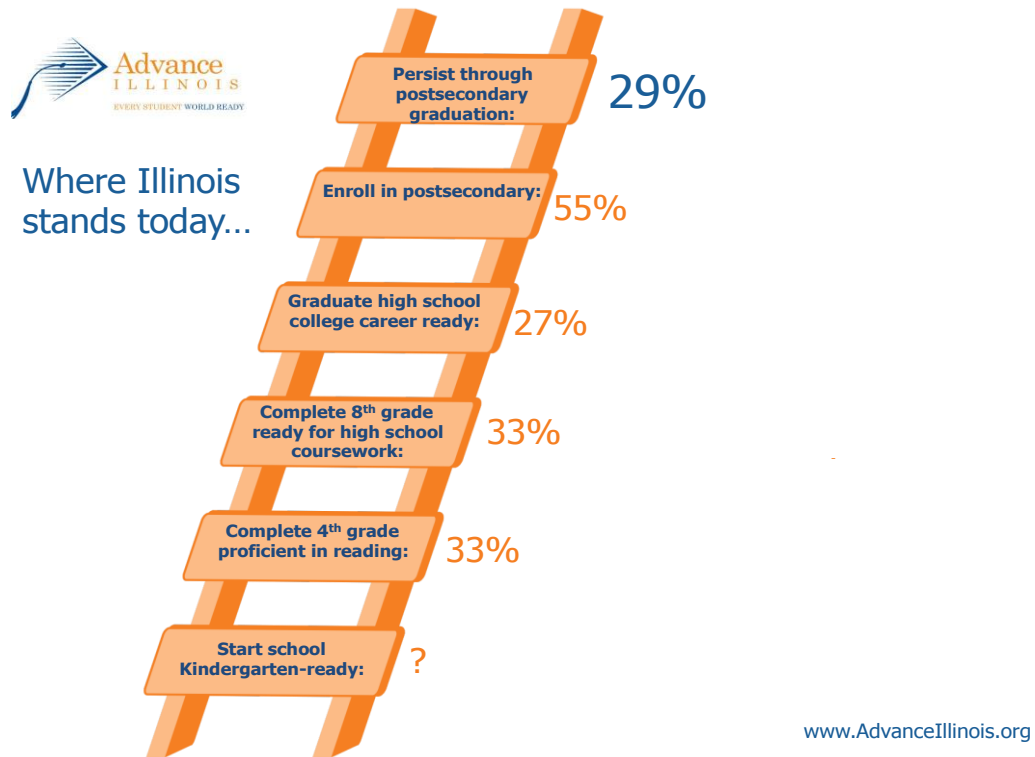 Advance
ILLINOIS
EVERY STUDENT WORLD READY
Where Illinois
stands today…
Persist through
postsecondary
graduation:
29%
Enroll in postsecondary:
55%
Graduate high school
college career ready:
27%
Complete 8th grade
ready for high school
coursework:
33%
Complete 4th grade
proficient in reading:
33%
Start school
Kindergarten-ready:
?
www.AdvanceIllinois.org